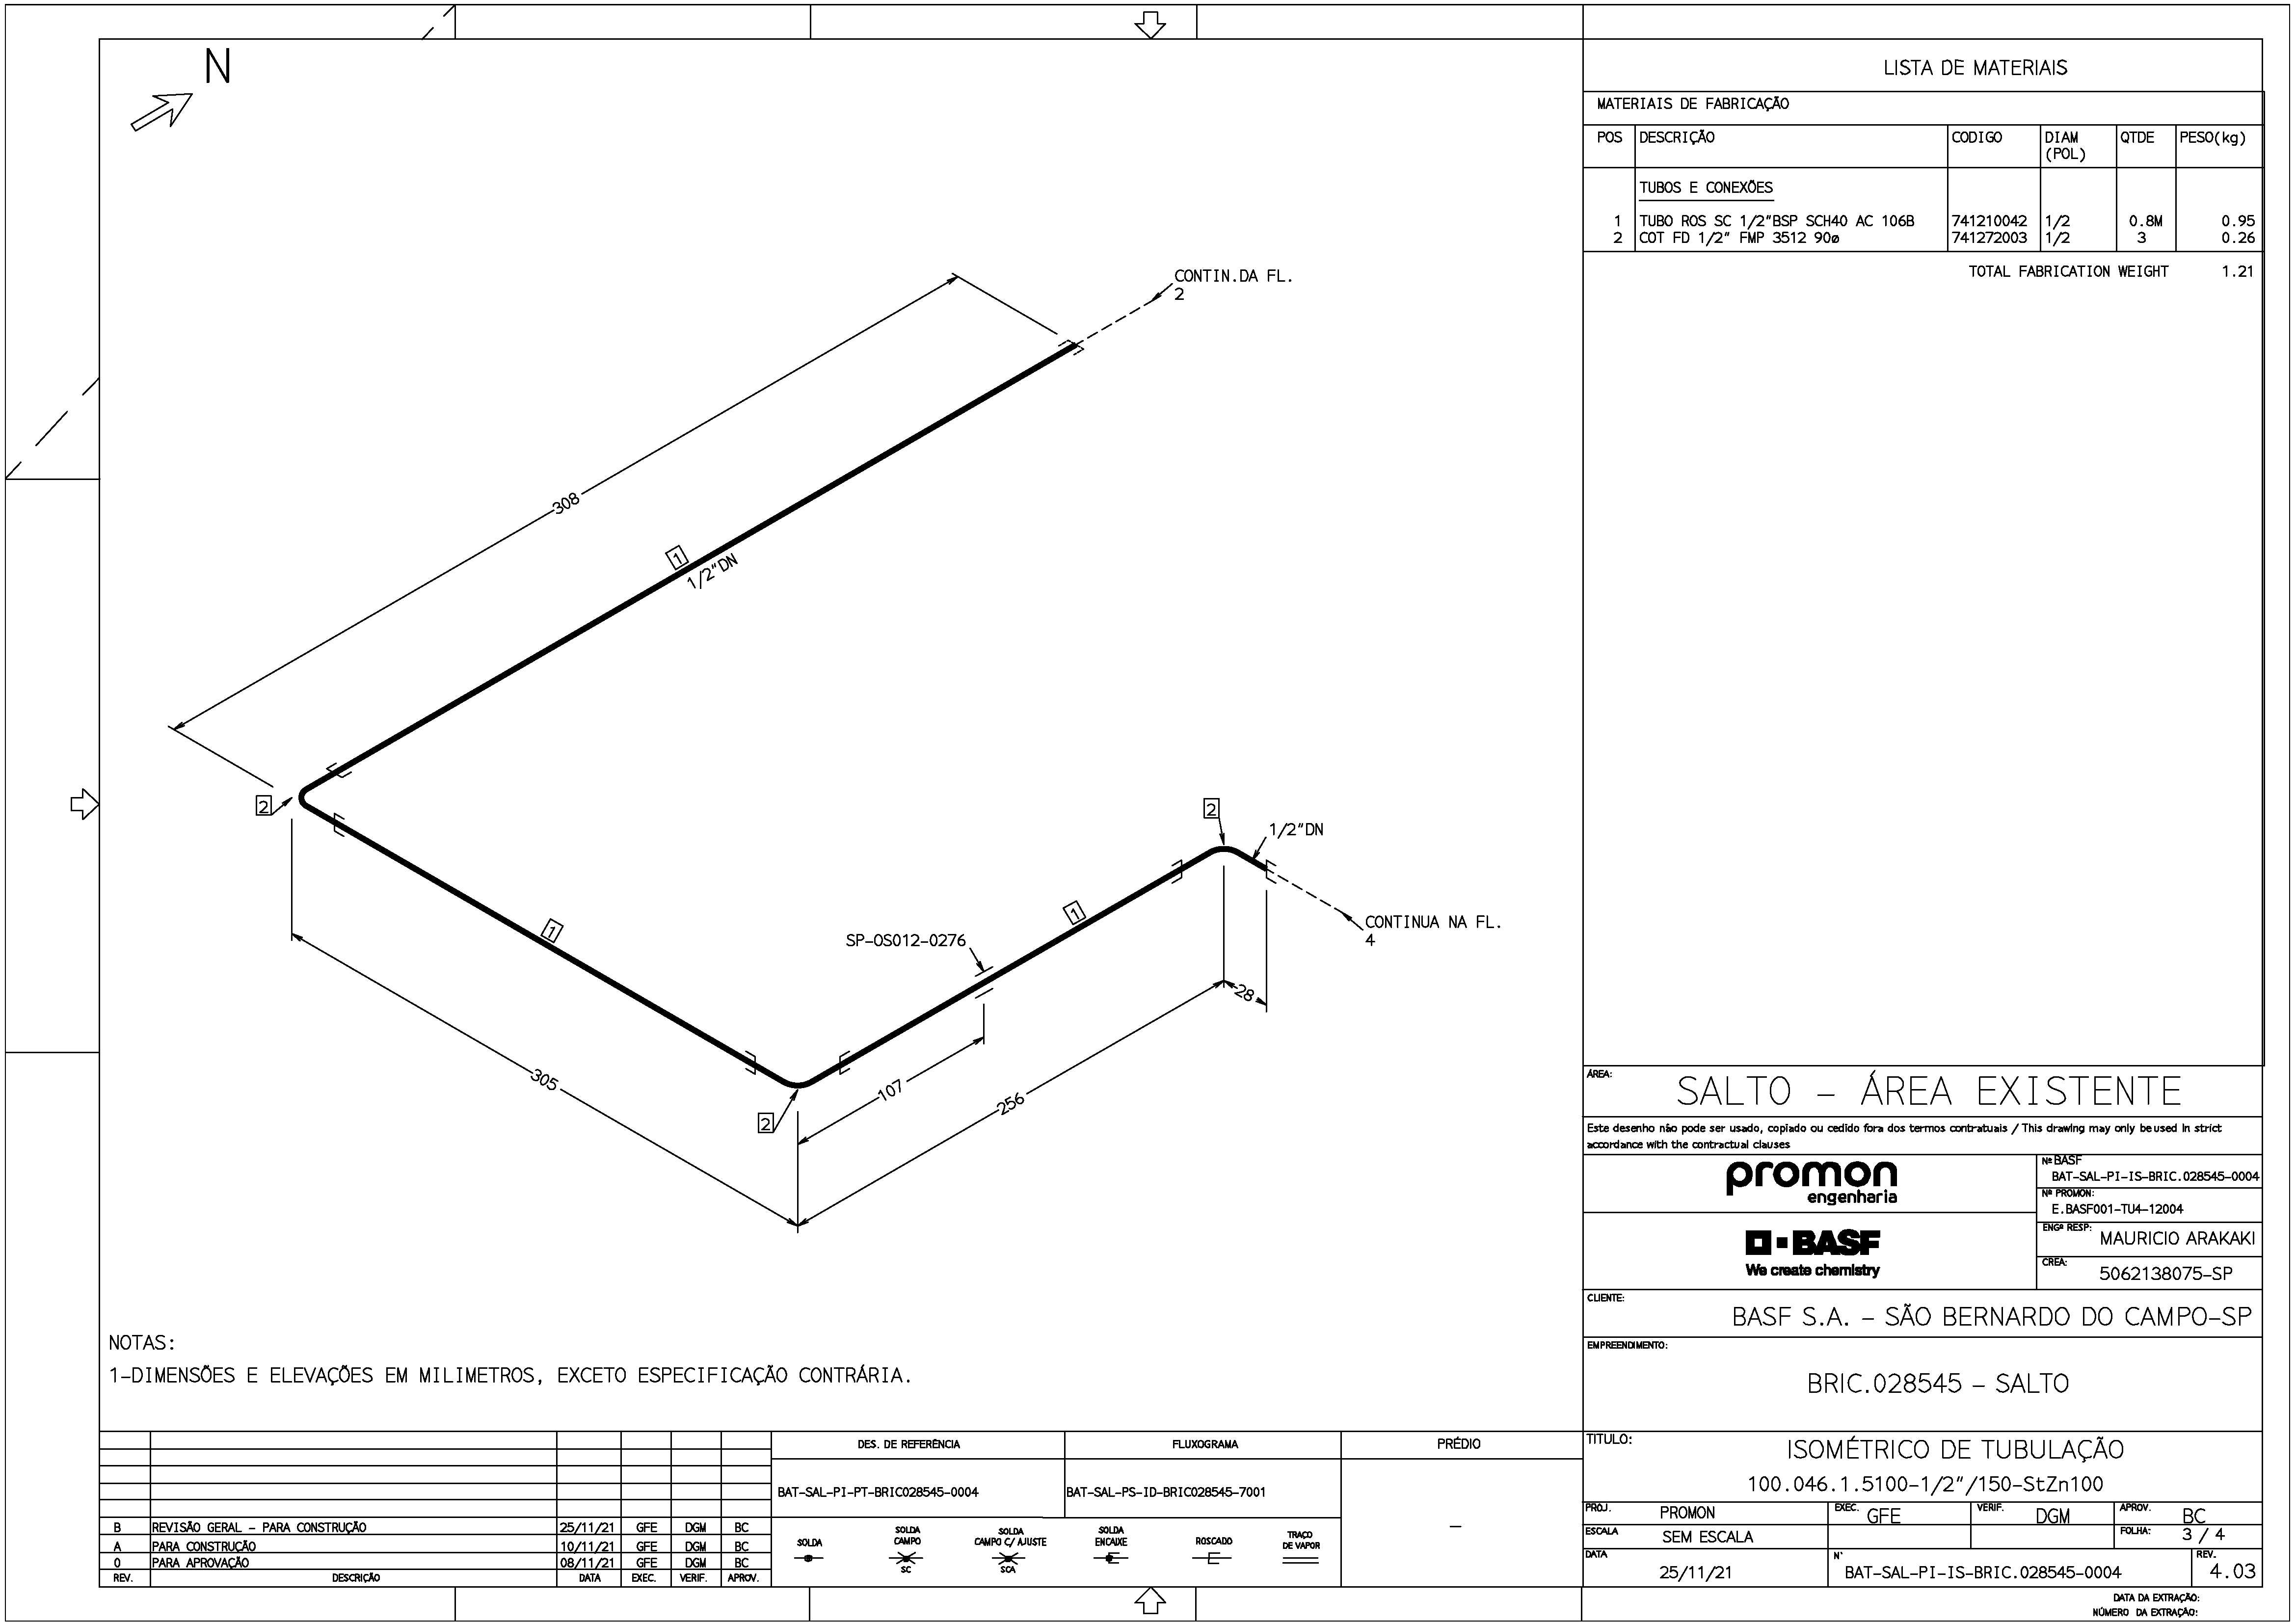 N
CONTIN.DA FL.
2
308
1
1/2"DN
2
2
1/2"DN
CONTINUA NA FL.
4
1
1
SP-OS012-0276
28
305
107
256
2
NOTAS:
1-DIMENSÕES E ELEVAÇÕES EM MILIMETROS, EXCETO ESPECIFICAÇÃO CONTRÁRIA.
LISTA DE MATERIAIS
MATERIAIS DE FABRICAÇÃO
POS DESCRIÇÃO CODIGO DIAM (POL) QTDE PESO(kg)
TUBOS E CONEXÕES
1 TUBO ROS SC 1/2"BSP SCH40 AC 106B 741210042 1/2 0.8M 0.95
2 COT FD 1/2" FMP 3512 90ø 741272003 1/2 3 0.26
TOTAL FABRICATION WEIGHT 1.21
ÁREA:
SALTO - ÁREA EXISTENTE
Este desenho não pode ser usado, copiado ou cedido fora dos termos contratuais / This drawing may only be used in strict
accordance with the contractual clauses
promon
engenharia
Nº BASF
BAT-SAL-PI-IS-BRIC.028545-0004
Nº PROMON:
E.BASF001-TU4-12004
BASF
We create chemistry
ENGº RESP:
MAURICIO ARAKAKI
CREA:
5062138075-SP
CLIENTE:
BASF S.A. - SÃO BERNARDO DO CAMPO-SP
EMPREENDIMENTO:
BRIC.028545 - SALTO
TITULO:
ISOMÉTRICO DE TUBULAÇÃO
100.046.1.5100-1/2"/150-StZn100
PROJ. PROMON EXEC. GFE VERIF. DGM APROV. BC
ESCALA SEM ESCALA FOLHA: 3 / 4
DATA 25/11/21 N° BAT-SAL-PI-IS-BRIC.028545-0004 REV. 4.03
DATA DA EXTRAÇÃO:
NÚMERO DA EXTRAÇÃO:
DES. DE REFERÊNCIA FLUXOGRAMA PRÉDIO
BAT-SAL-PI-PT-BRIC028545-0004 BAT-SAL-PS-ID-BRIC028545-7001 -
SOLDA
SOLDA CAMPO
SC
SOLDA CAMPO C/ AJUSTE
SCA
SOLDA ENCAIXE
ROSCADO
TRAÇO DE VAPOR
B REVISÃO GERAL - PARA CONSTRUÇÃO 25/11/21 GFE DGM BC
A PARA CONSTRUÇÃO 10/11/21 GFE DGM BC
0 PARA APROVAÇÃO 08/11/21 GFE DGM BC
REV. DESCRIÇÃO DATA EXEC. VERIF. APROV.